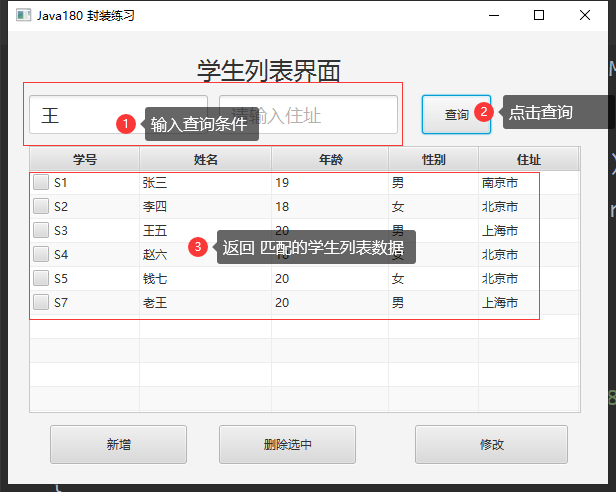 Java180 封装练习
学生列表界面
王
1 输入查询条件
请输入住址
查询
2 点击查询
学号 姓名 年龄 性别 住址
S1 张三 19 男 南京市
S2 李四 18 女 北京市
S3 王五 20 男 上海市
3 返回 匹配的学生列表数据
S4 赵六 女 北京市
S5 钱七 20 女 北京市
S7 老王 20 男 上海市
新增 删除选中 修改